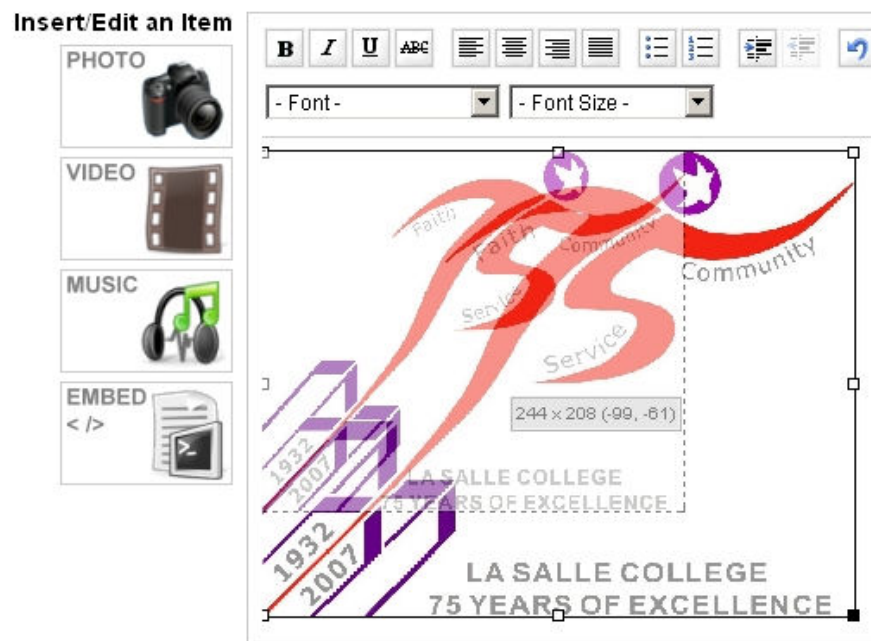 Insert/Edit an Item
PHOTO
VIDEO
MUSIC
EMBED
< />
B I U ABC
- Font -
- Font Size -
Faith
Faith
Community
Community
Service
Service
244 x 208 (-99, -61)
1932
2007
LA SALLE COLLEGE
75 YEARS OF EXCELLENCE
1932
2007
LA SALLE COLLEGE
75 YEARS OF EXCELLENCE